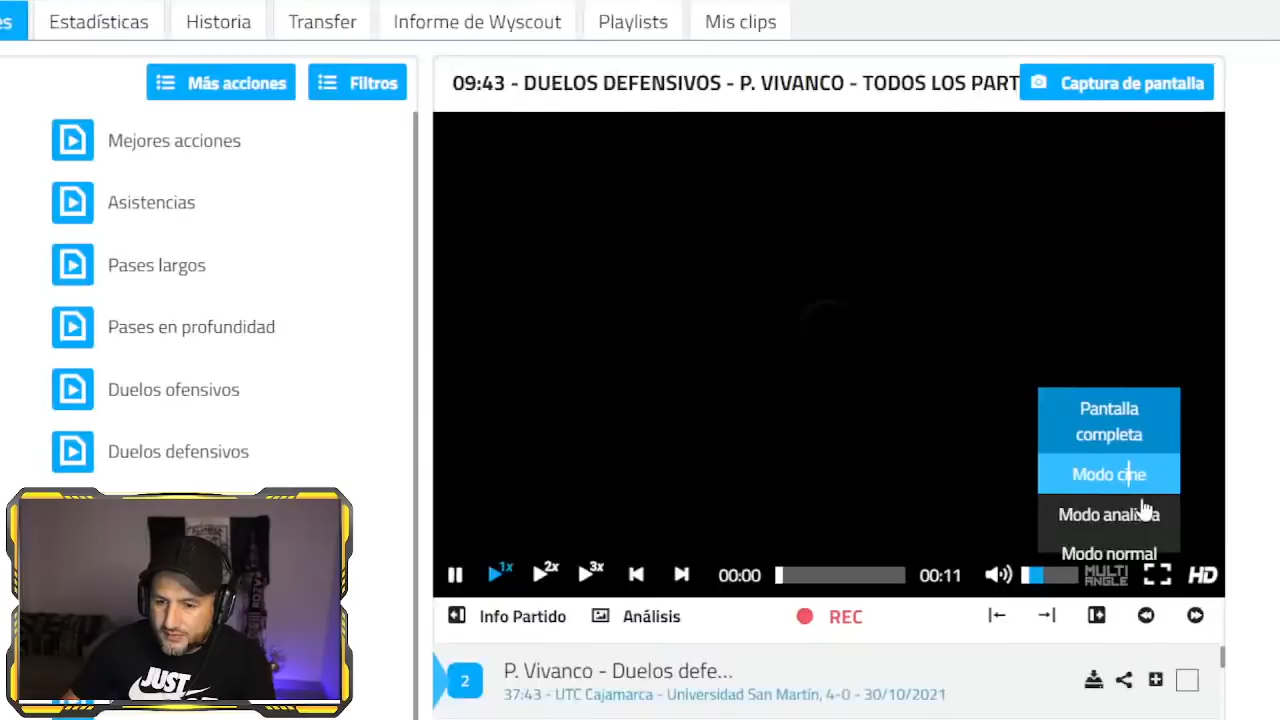 es
Estadísticas
Historia
Transfer
Informe de Wyscout
Playlists
Mis clips
Más acciones
Filtros
Mejores acciones
Asistencias
Pases largos
Pases en profundidad
Duelos ofensivos
Duelos defensivos
09:43 - DUELOS DEFENSIVOS - P. VIVANCO - TODOS LOS PART
Captura de pantalla
Pantalla
completa
Modo cine
Modo analista
Modo normal
1x
2x
3x
00:00
00:11
MULTI
ANGLE
HD
Info Partido
Análisis
REC
2
P. Vivanco - Duelos defe...
37:43 - UTC Cajamarca - Universidad San Martín, 4-0 - 30/10/2021
JUST